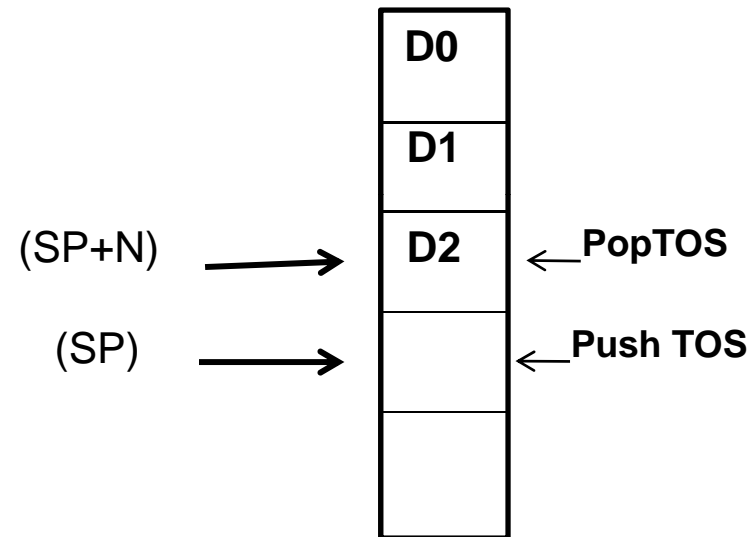 D0
D1
(SP+N)
D2
PopTOS
(SP)
Push TOS